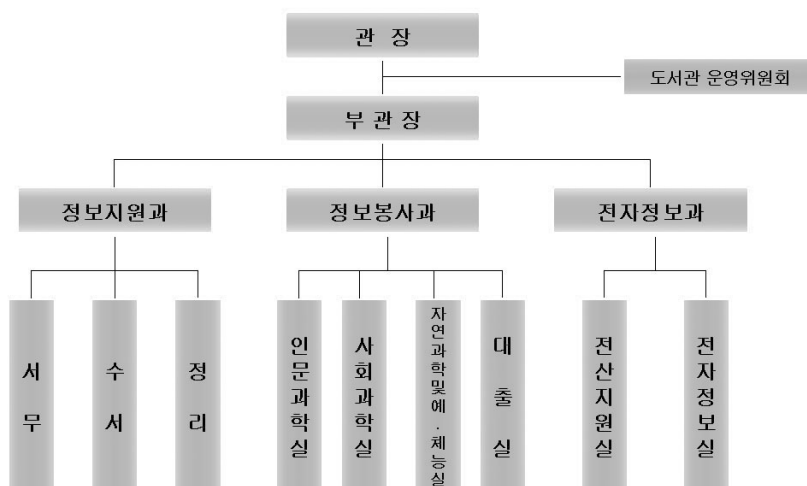 관 장
도서관 운영위원회
부 관 장
정보지원과
정보봉사과
전자정보과
서무
수서
정리
인문과학실
사회과학실
자연과학및예·체능실
대출실
전산지원실
전자정보실